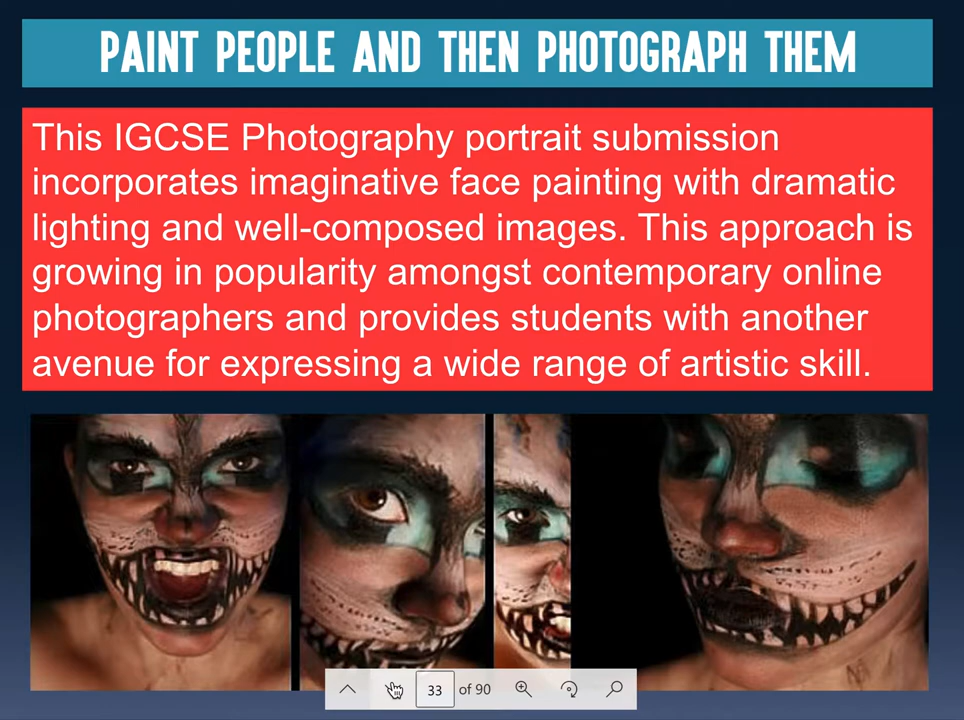 PAINT PEOPLE AND THEN PHOTOGRAPH THEM
This IGCSE Photography portrait submission
incorporates imaginative face painting with dramatic
lighting and well-composed images. This approach is
growing in popularity amongst contemporary online
photographers and provides students with another
avenue for expressing a wide range of artistic skill.
33 of 90